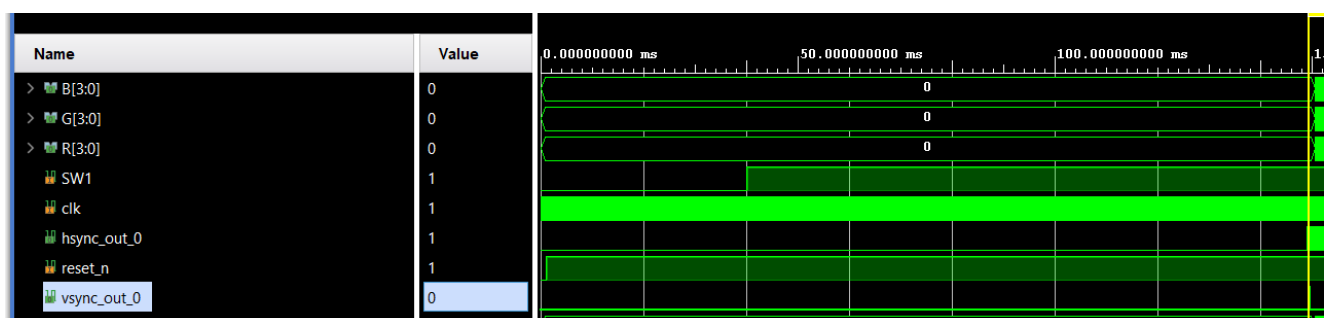 Name Value 0.000000000 ms 50.000000000 ms 100.000000000 ms 1
B[3:0] 0 0
G[3:0] 0 0
R[3:0] 0 0
SW1 1
clk 1
hsync_out_0 1
reset_n 1
vsync_out_0 0